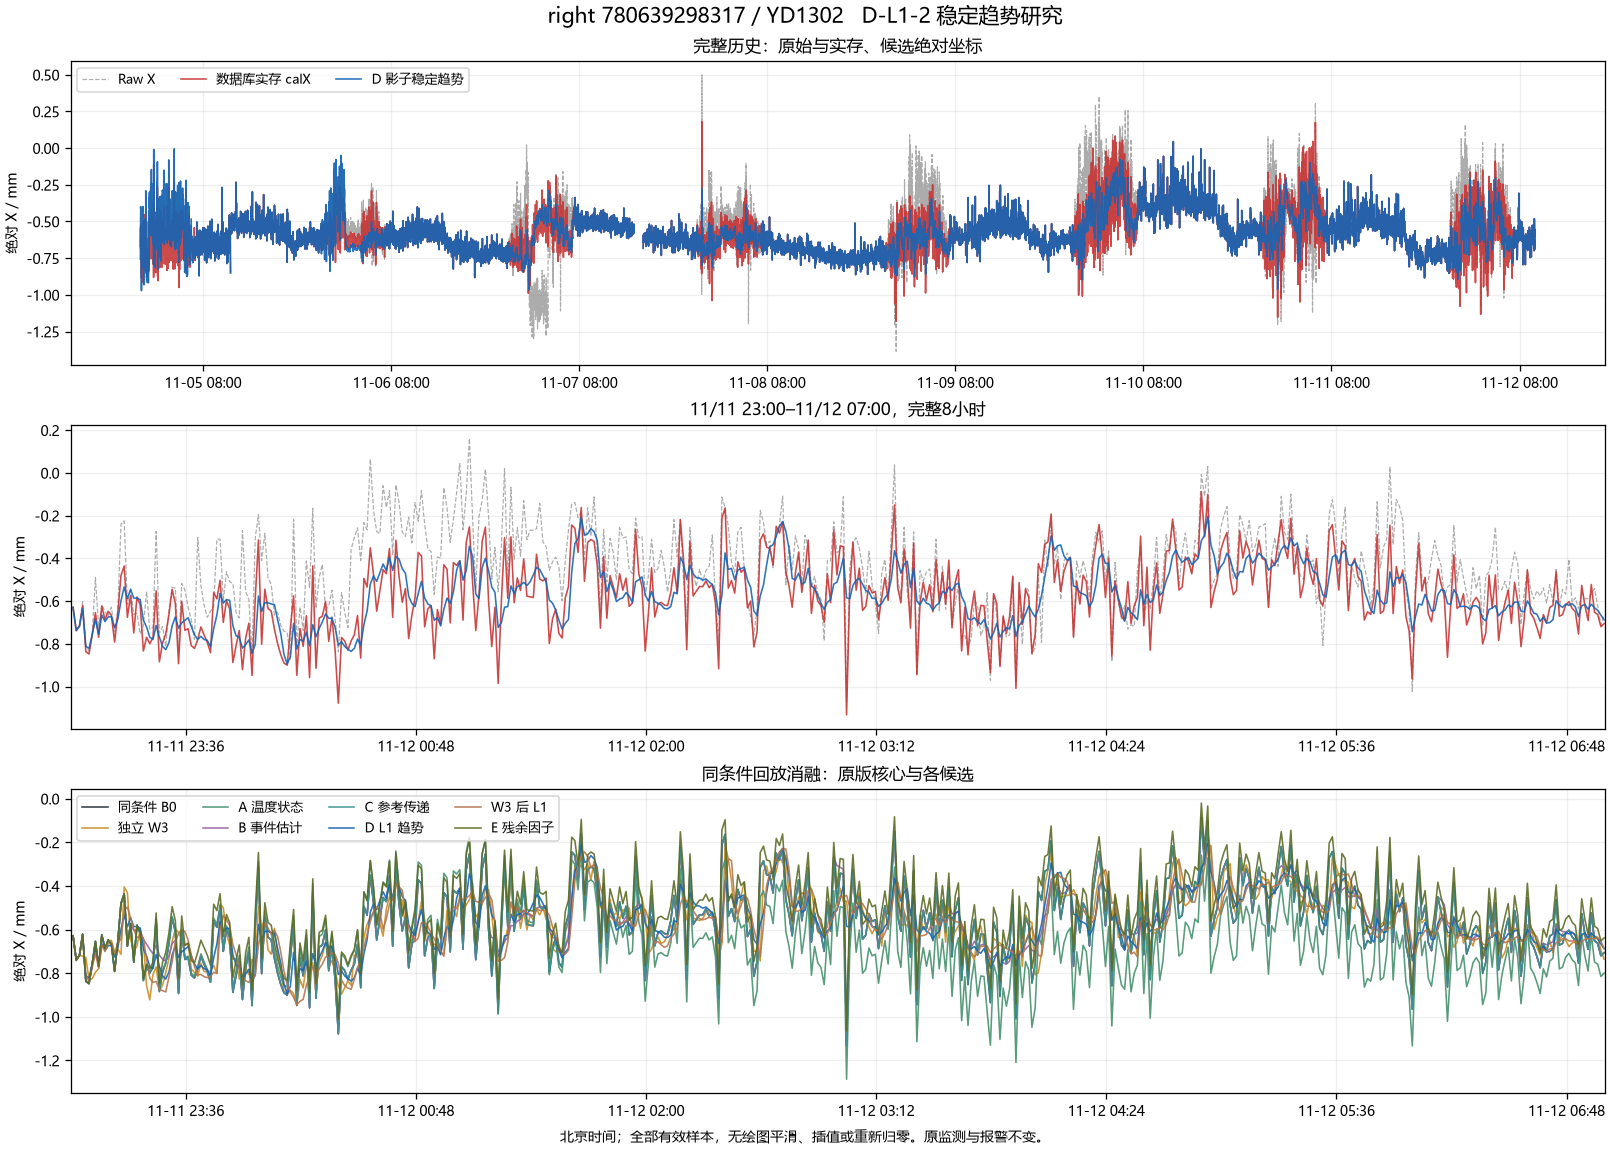 right 780639298317 / YD1302   D-L1-2 稳定趋势研究
完整历史：原始与实存、候选绝对坐标
Raw X
数据库实存 calX
D 影子稳定趋势
绝对 X / mm
0.50
0.25
0.00
-0.25
-0.50
-0.75
-1.00
-1.25
11-05 08:00
11-06 08:00
11-07 08:00
11-08 08:00
11-09 08:00
11-10 08:00
11-11 08:00
11-12 08:00
11/11 23:00–11/12 07:00，完整8小时
绝对 X / mm
0.2
0.0
-0.2
-0.4
-0.6
-0.8
-1.0
11-11 23:36
11-12 00:48
11-12 02:00
11-12 03:12
11-12 04:24
11-12 05:36
11-12 06:48
同条件回放消融：原版核心与各候选
同条件 B0
A 温度状态
C 参考传递
W3 后 L1
独立 W3
B 事件估计
D L1 趋势
E 残余因子
绝对 X / mm
0.0
-0.2
-0.4
-0.6
-0.8
-1.0
-1.2
11-11 23:36
11-12 00:48
11-12 02:00
11-12 03:12
11-12 04:24
11-12 05:36
11-12 06:48
北京时间；全部有效样本，无绘图平滑、插值或重新归零。原监测与报警不变。